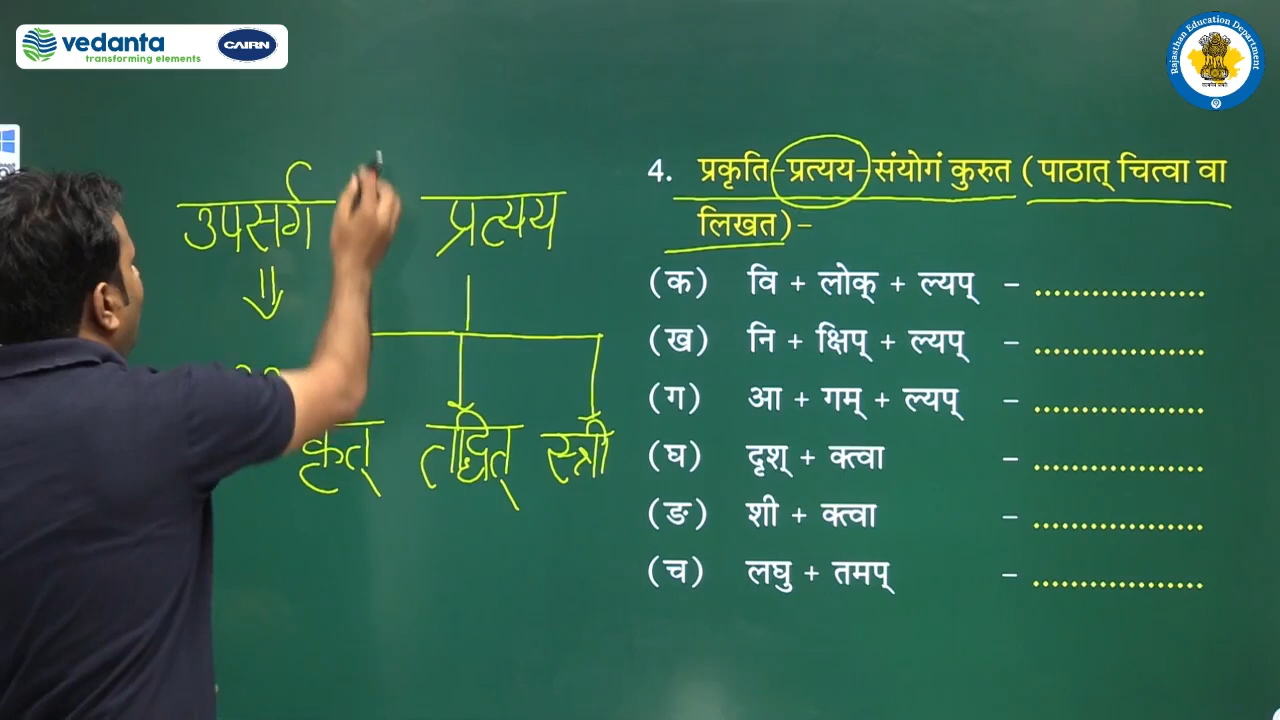 vedanta
transforming elements
CAIRN
Rajasthan Education Department
उपसर्ग प्रत्यय
कृत् तद्धित् स्त्री
4. प्रकृति-प्रत्यय-संयोगं कुरुत (पाठात् चित्वा वा
लिखत)-
(क) वि + लोक् + ल्यप् - ..................
(ख) नि + क्षिप् + ल्यप् - ..................
(ग) आ + गम् + ल्यप् - ..................
(घ) दृश् + क्त्वा - ..................
(ङ) शी + क्त्वा - ..................
(च) लघु + तमप् - ..................